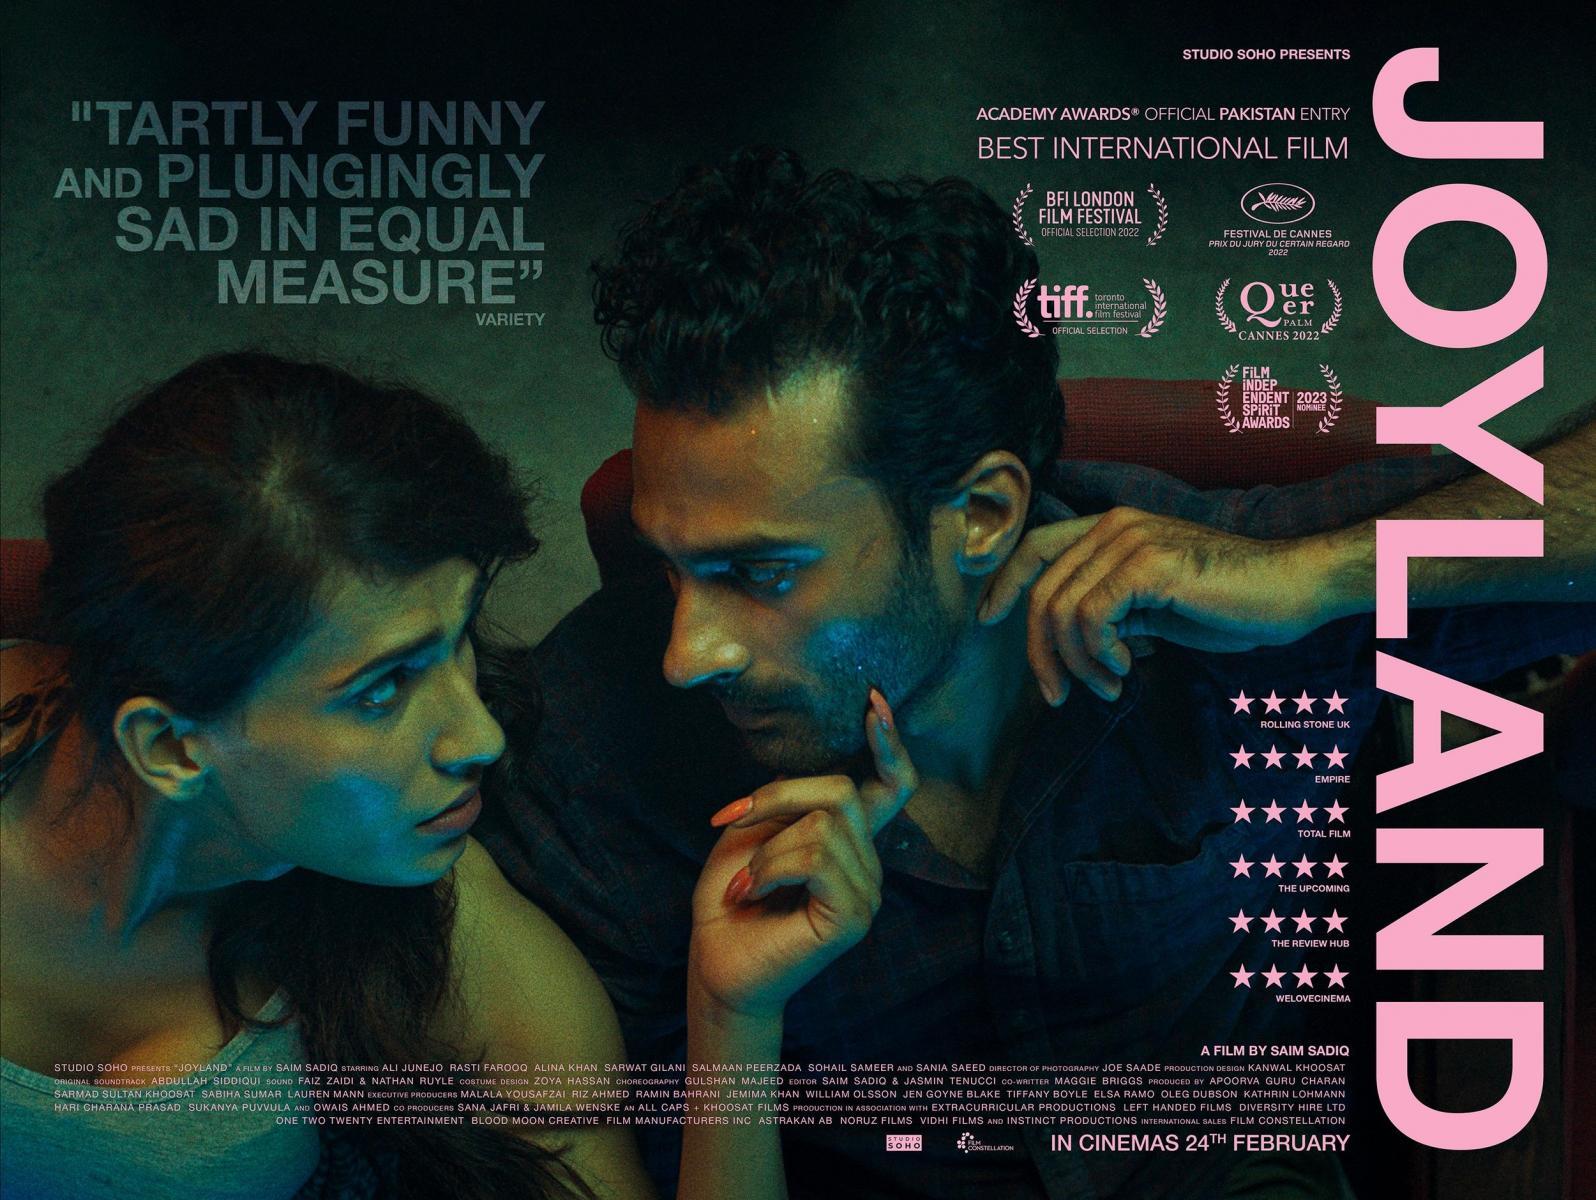 "TARTLY FUNNY
AND PLUNGINGLY
SAD IN EQUAL
MEASURE”
VARIETY
STUDIO SOHO PRESENTS
ACADEMY AWARDS® OFFICIAL PAKISTAN ENTRY
BEST INTERNATIONAL FILM
BFI LONDON
FILM FESTIVAL
OFFICIAL SELECTION 2022
FESTIVAL DE CANNES
PRIX DU JURY DU CERTAIN REGARD
2022
tiff. toronto
international
film festival
OFFICIAL SELECTION
Queer
PALM
CANNES 2022
FiLM
iNDEP
ENDENT
SPiRiT
AWARDS
2023
NOMINEE
JOYLAND
★★★★
ROLLING STONE UK
★★★★
EMPIRE
★★★★
TOTAL FILM
★★★★
THE UPCOMING
★★★★
THE REVIEW HUB
★★★★
WELOVECINEMA
A FILM BY SAIM SADIQ
STUDIO SOHO PRESENTS "JOYLAND" A FILM BY SAIM SADIQ STARRING ALI JUNEJO RASTI FAROOQ ALINA KHAN SARWAT GILANI SALMAAN PEERZADA SOHAIL SAMEER AND SANIA SAEED DIRECTOR OF PHOTOGRAPHY JOE SAADE PRODUCTION DESIGN KANWAL KHOOSAT
ORIGINAL SOUNDTRACK ABDULLAH SIDDIQUI SOUND FAIZ ZAIDI & NATHAN RUYLE COSTUME DESIGN ZOYA HASSAN CHOREOGRAPHY GULSHAN MAJEED EDITOR SAIM SADIQ & JASMIN TENUCCI CO-WRITTER MAGGIE BRIGGS PRODUCED BY APOORVA GURU CHARAN
SARMAD SULTAN KHOOSAT SABIHA SUMAR LAUREN MANN EXECUTIVE PRODUCERS MALALA YOUSAFZAI RIZ AHMED RAMIN BAHRANI JEMIMA KHAN WILLIAM OLSSON JEN GOYNE BLAKE TIFFANY BOYLE ELSA RAMO OLEG DUBSON KATHRIN LOHMANN
HARI CHARANA PRASAD SUKANYA PUVVULA AND OWAIS AHMED CO PRODUCERS SANA JAFRI & JAMILA WENSKE AN ALL CAPS + KHOOSAT FILMS PRODUCTION IN ASSOCIATION WITH EXTRACURRICULAR PRODUCTIONS LEFT HANDED FILMS DIVERSITY HIRE LTD
ONE TWO TWENTY ENTERTAINMENT BLOOD MOON CREATIVE FILM MANUFACTURERS INC ASTRAKAN AB NORUZ FILMS VIDHI FILMS AND INSTINCT PRODUCTIONS INTERNATIONAL SALES FILM CONSTELLATION
STUDIO
SOHO
FILM
CONSTELLATION
IN CINEMAS 24TH FEBRUARY